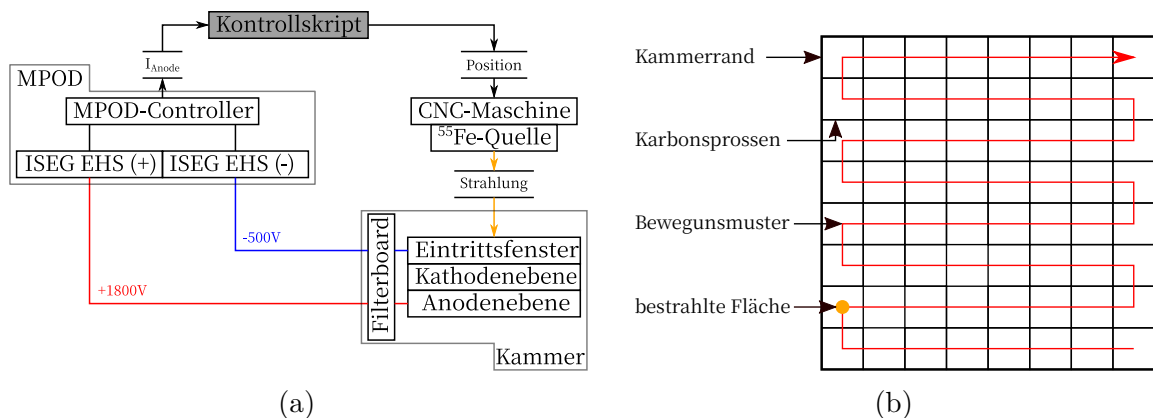 Kontrollskript
MPOD
I_Anode
Position
MPOD-Controller
CNC-Maschine
⁵⁵Fe-Quelle
ISEG EHS (+)
ISEG EHS (-)
Strahlung
-500V
+1800V
Filterboard
Eintrittsfenster
Kathodenebene
Anodenebene
Kammer
(a)
Kammerrand
Karbonsprossen
Bewegunsmuster
bestrahlte Fläche
(b)